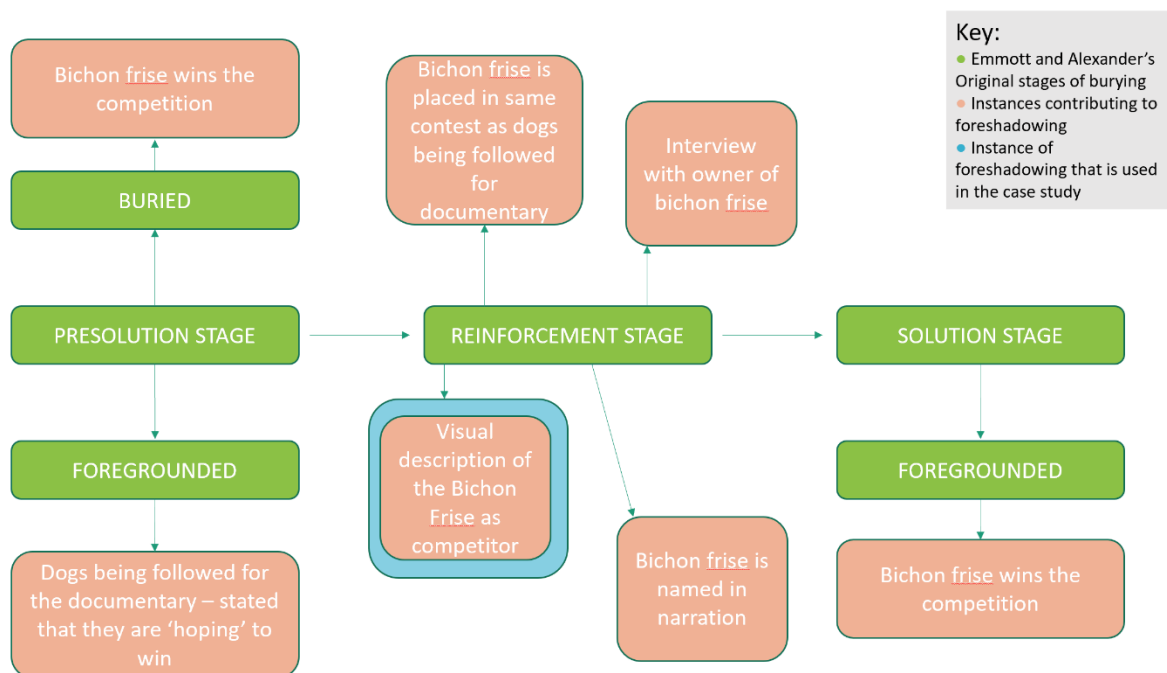 Key:
Emmott and Alexander's
Original stages of burying
Instances contributing to
foreshadowing
Instance of
foreshadowing that is used
in the case study
Bichon frise wins the
competition
BURIED
PRESOLUTION STAGE
FOREGROUNDED
Dogs being followed for
the documentary – stated
that they are ‘hoping’ to
win
Bichon frise is
placed in same
contest as dogs
being followed
for
documentary
Interview
with owner of
bichon frise
REINFORCEMENT STAGE
Visual
description of
the Bichon
Frise as
competitor
Bichon frise is
named in
narration
SOLUTION STAGE
FOREGROUNDED
Bichon frise wins the
competition